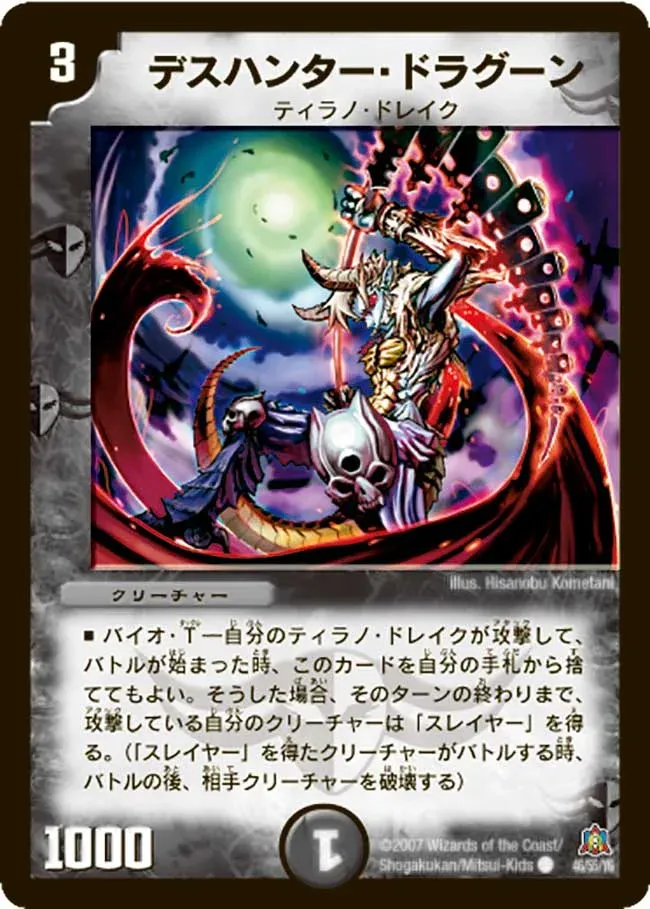 3
デスハンター・ドラグーン
ティラノ・ドレイク
illus. Hisanobu Kometani
クリーチャー
■ バイオ・T―自分のティラノ・ドレイクが攻撃して、
バトルが始まった時、このカードを自分の手札から捨
ててもよい。そうした場合、そのターンの終わりまで、
攻撃している自分のクリーチャーは「スレイヤー」を得
る。(「スレイヤー」を得たクリーチャーがバトルする時、
バトルの後、相手クリーチャーを破壊する)
1000
1
©2007 Wizards of the Coast/
Shogakukan/Mitsui-Kids
46/55/Y6